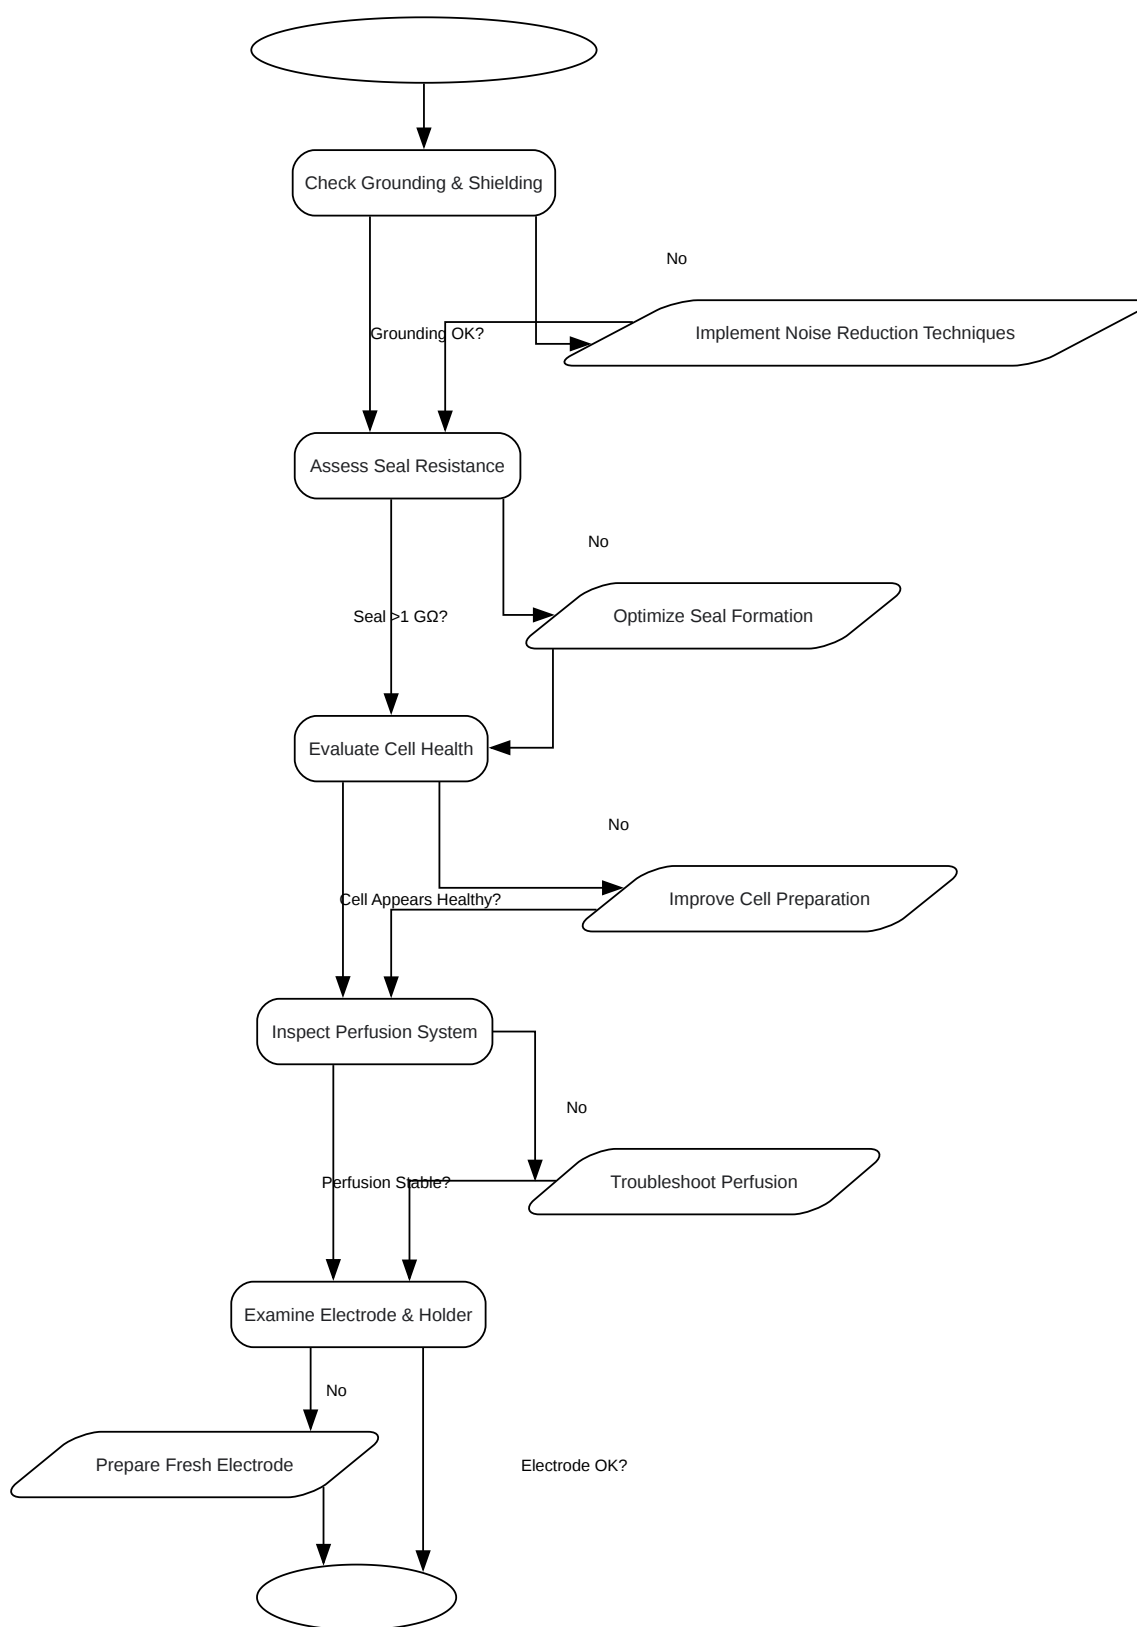 Check Grounding & Shielding
No
Grounding OK?
Implement Noise Reduction Techniques
Assess Seal Resistance
No
Seal >1 GΩ?
Optimize Seal Formation
Evaluate Cell Health
No
Cell Appears Healthy?
Improve Cell Preparation
Inspect Perfusion System
No
Perfusion Stable?
Troubleshoot Perfusion
Examine Electrode & Holder
No
Prepare Fresh Electrode
Electrode OK?